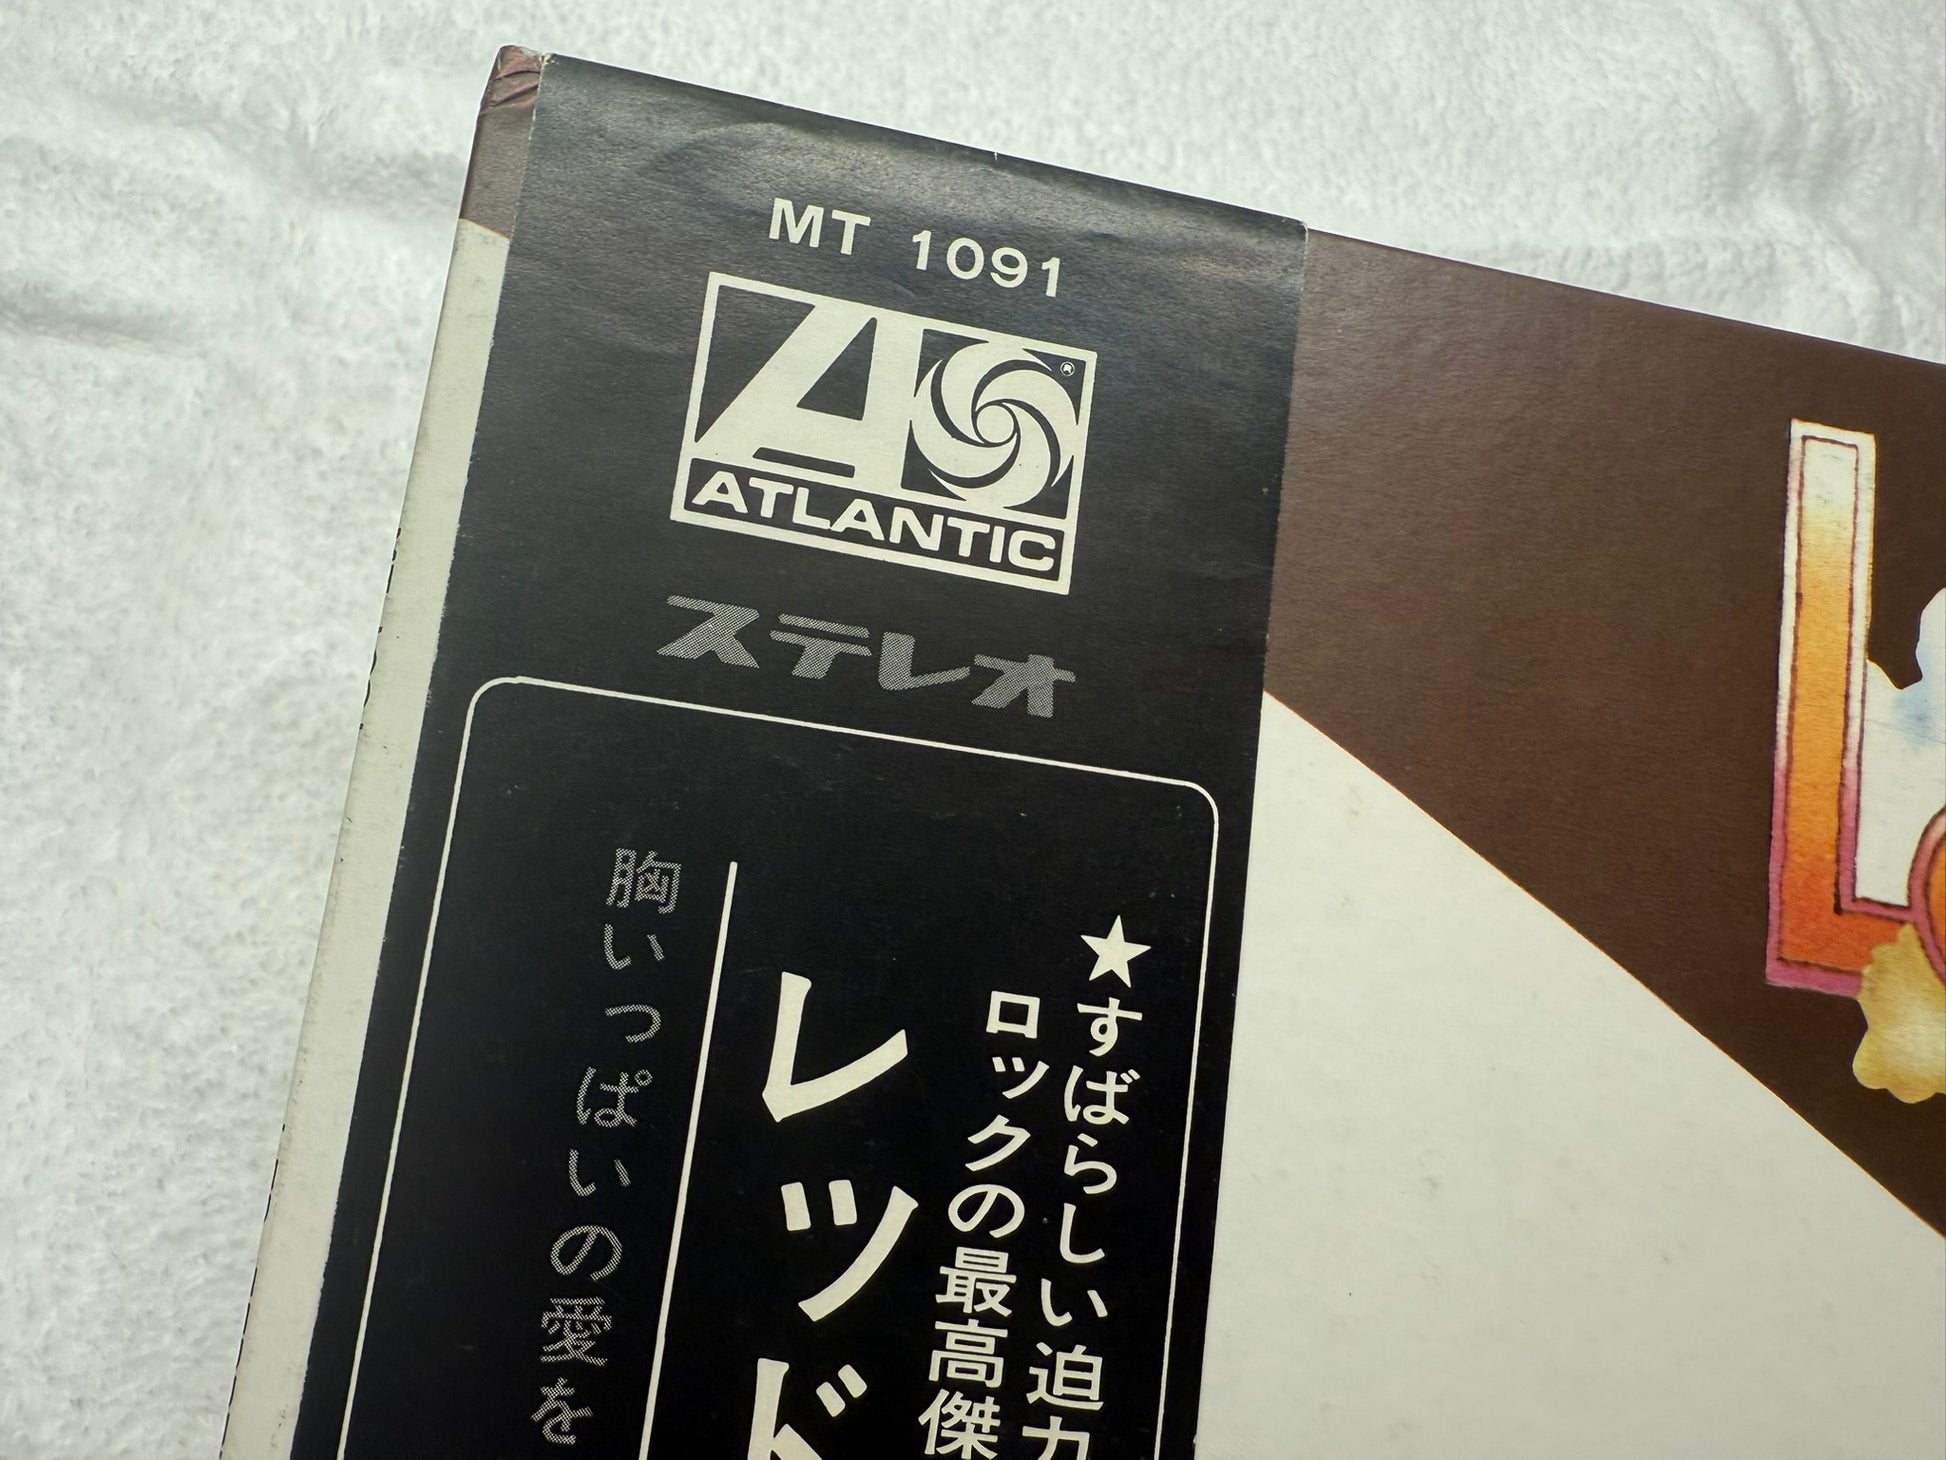 MT 1091
ATLANTIC
ステレオ
★すばらしい迫力
ロックの最高傑
レッド
胸いっぱいの愛を